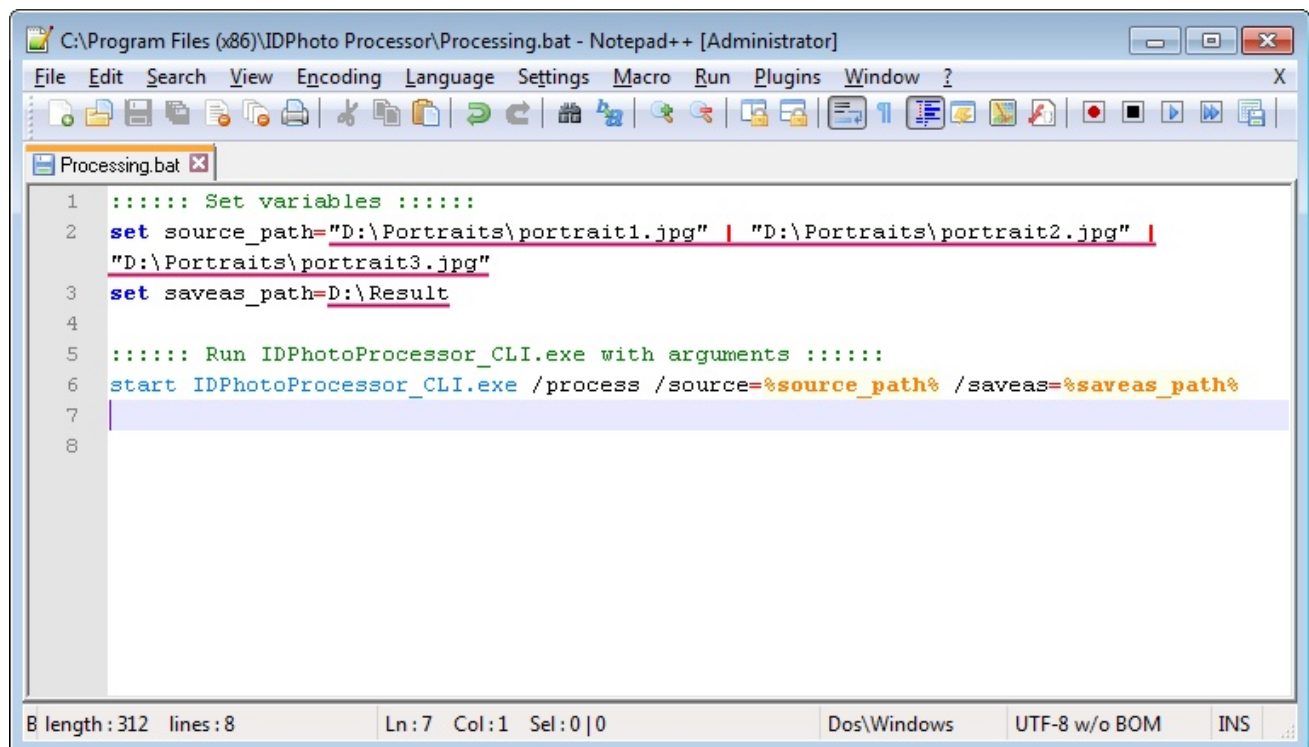 C:\Program Files (x86)\IDPhoto Processor\Processing.bat - Notepad++ [Administrator]
File Edit Search View Encoding Language Settings Macro Run Plugins Window ? X
Processing.bat
1 :::::: Set variables ::::::
2 set source_path="D:\Portraits\portrait1.jpg" | "D:\Portraits\portrait2.jpg" |
"D:\Portraits\portrait3.jpg"
3 set saveas_path=D:\Result
4
5 :::::: Run IDPhotoProcessor_CLI.exe with arguments ::::::
6 start IDPhotoProcessor_CLI.exe /process /source=%source_path% /saveas=%saveas_path%
7
8
B length : 312 lines : 8 Ln : 7 Col : 1 Sel : 0 | 0 Dos\Windows UTF-8 w/o BOM INS